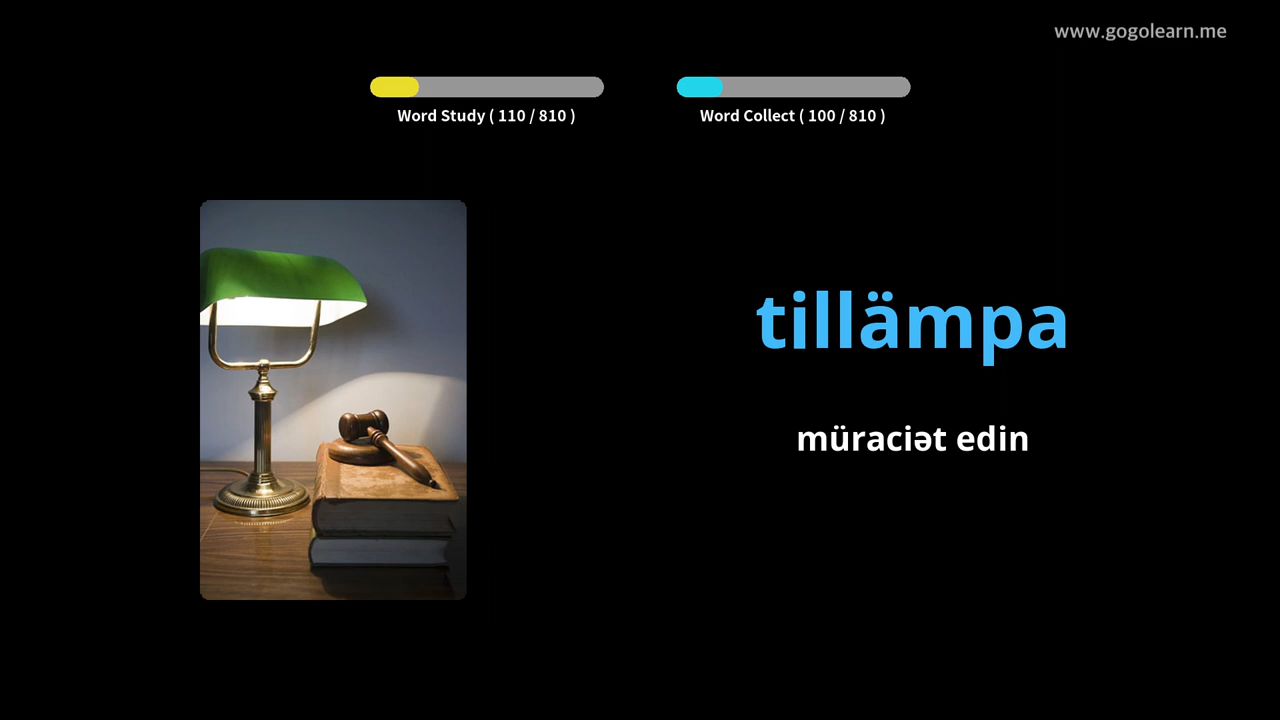 www.gogolearn.me
Word Study ( 110 / 810 )
Word Collect ( 100 / 810 )
tillämpa
müraciət edin